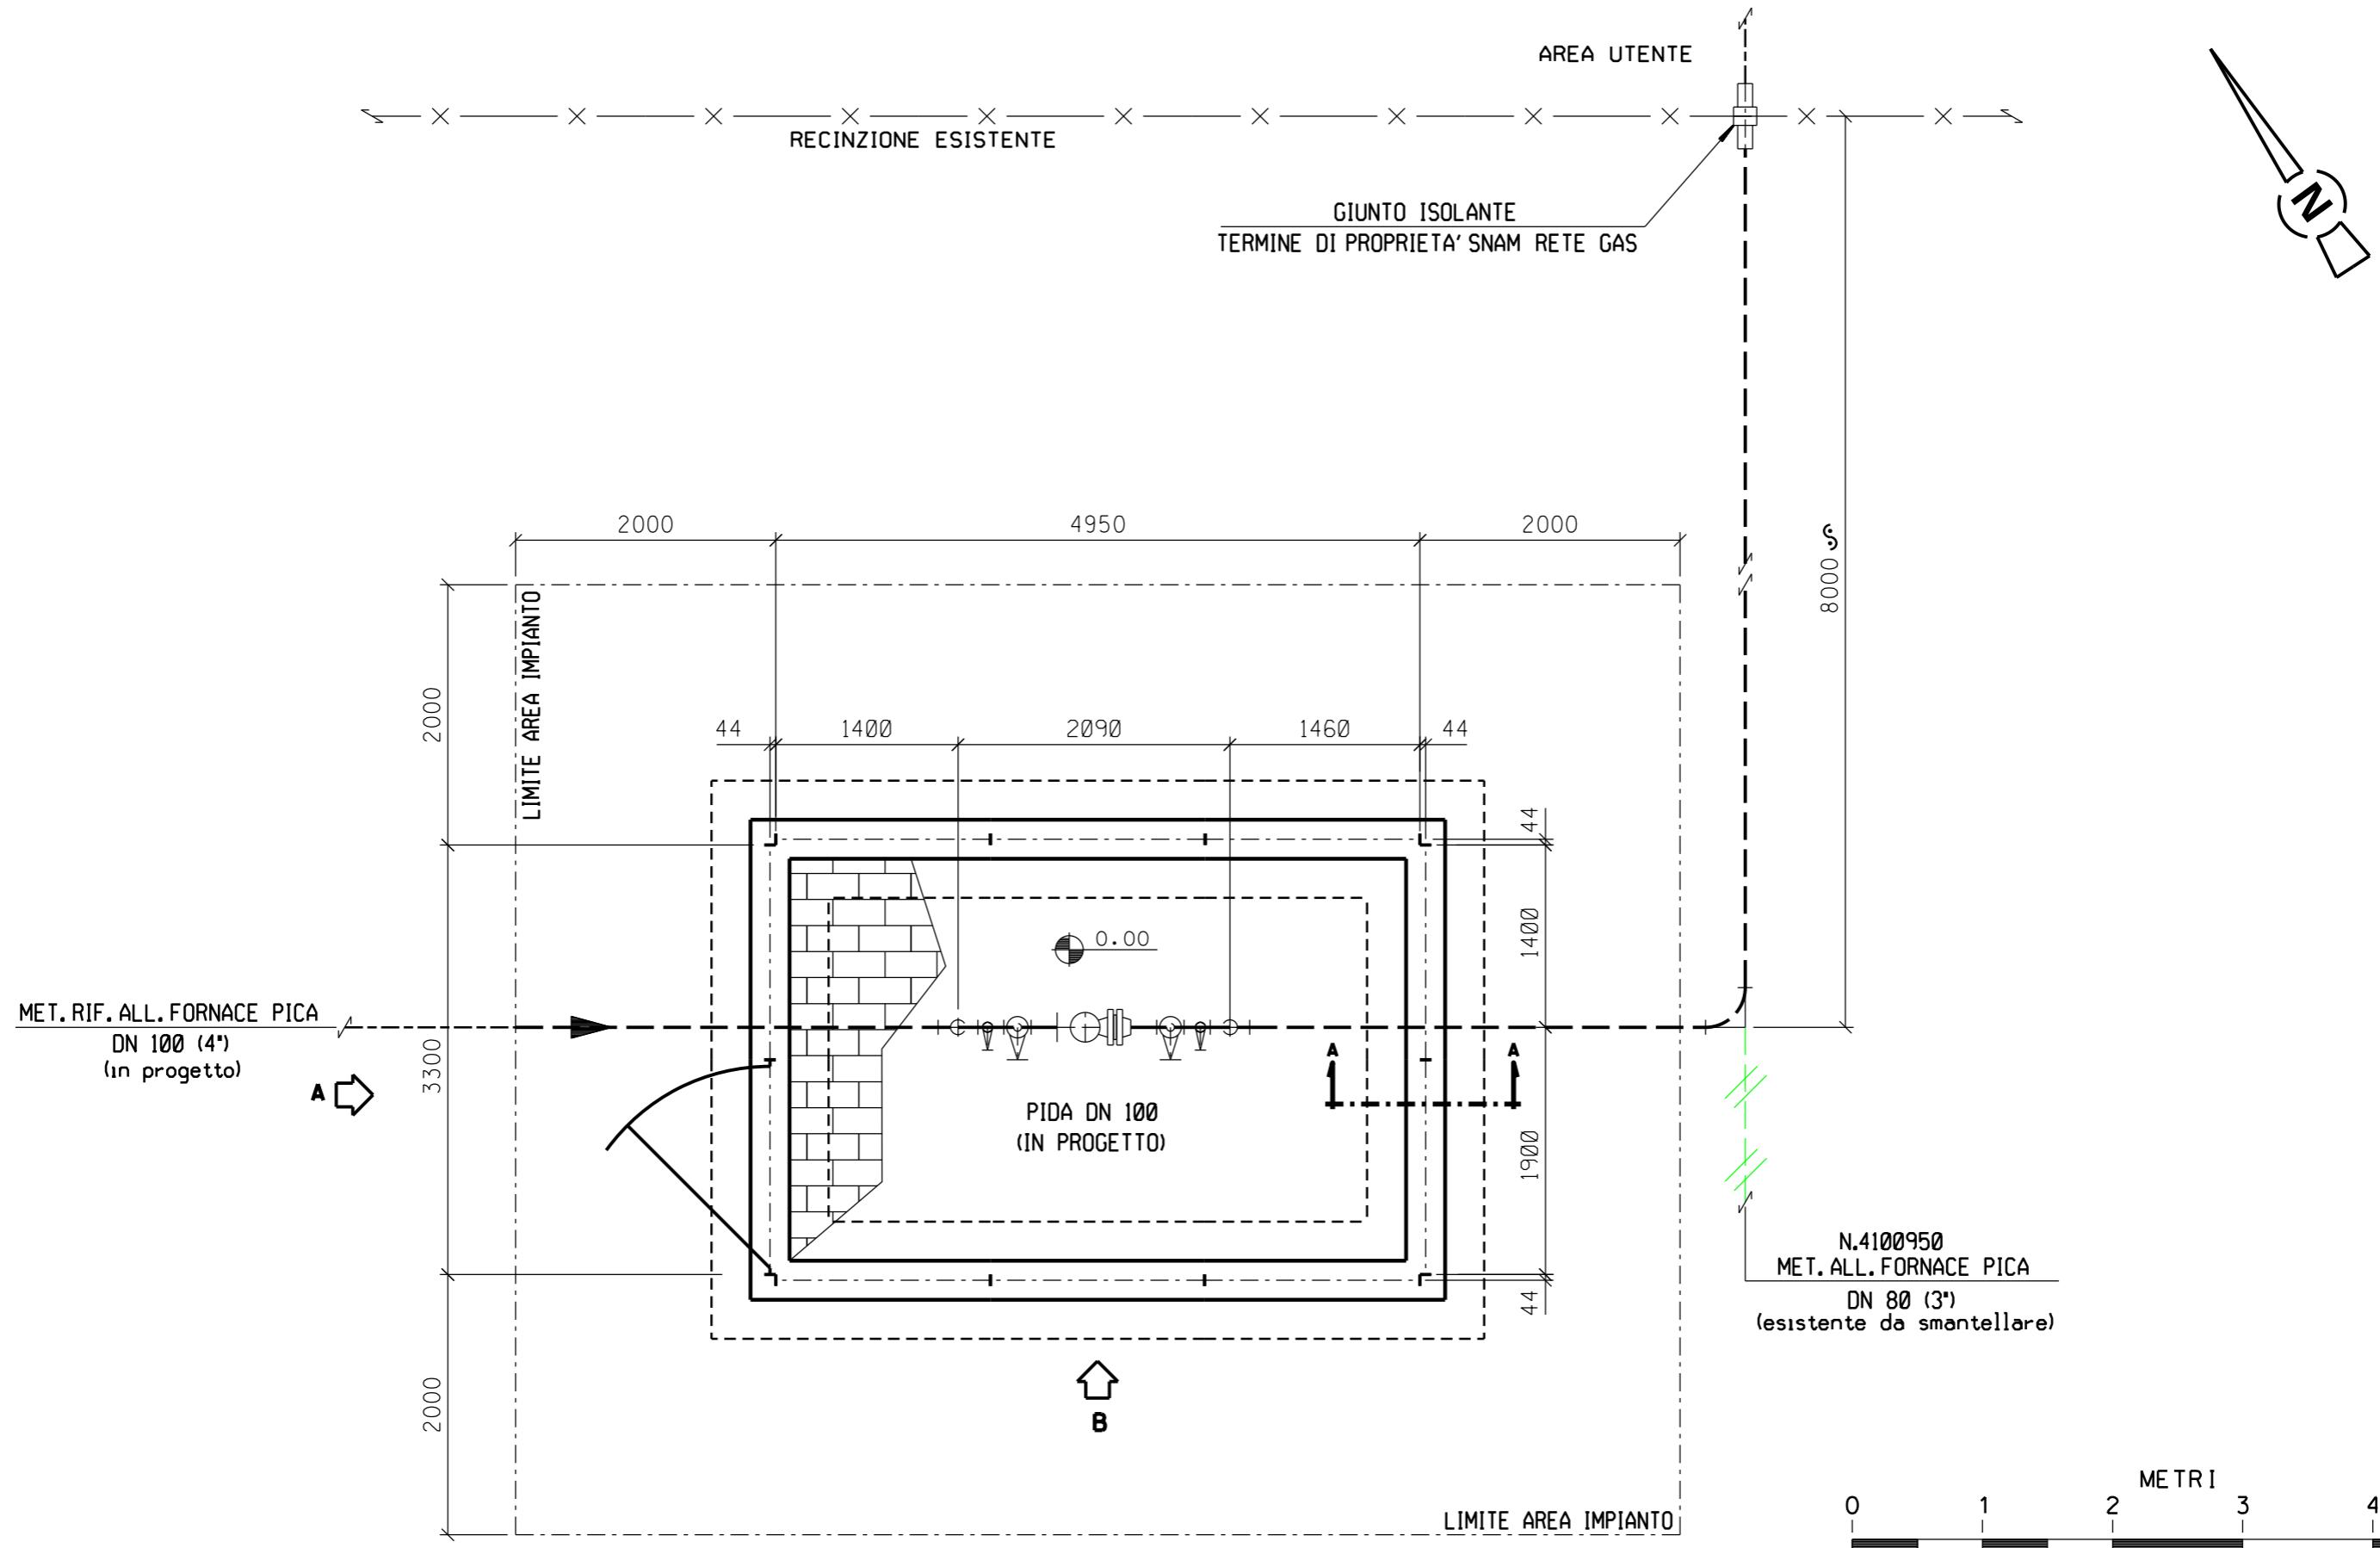 AREA UTENTE
RECINZIONE ESISTENTE
N
GIUNTO ISOLANTE
TERMINE DI PROPRIETA' SNAM RETE GAS
2000
4950
2000
8000
LIMITE AREA IMPIANTO
2000
44
1400
2090
1460
44
44
1400
0.00
MET.RIF.ALL.FORNACE PICA
DN 100 (4")
(in progetto)
3300
A
A
A
PIDA DN 100
(IN PROGETTO)
1900
44
N.4100950
MET.ALL.FORNACE PICA
DN 80 (3")
(esistente da smantellare)
B
2000
LIMITE AREA IMPIANTO
METRI
0 1 2 3 4